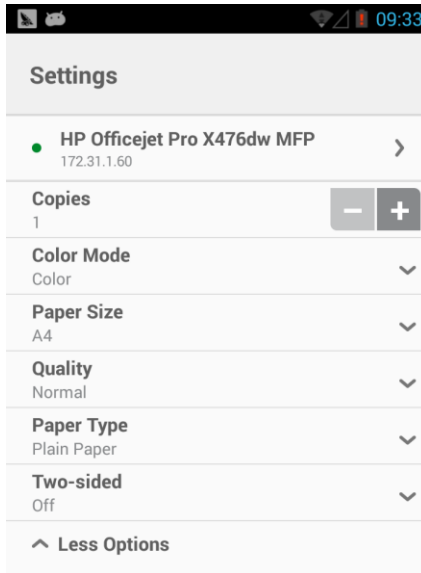 09:33
Settings
HP Officejet Pro X476dw MFP
172.31.1.60
Copies
1
Color Mode
Color
Paper Size
A4
Quality
Normal
Paper Type
Plain Paper
Two-sided
Off
Less Options